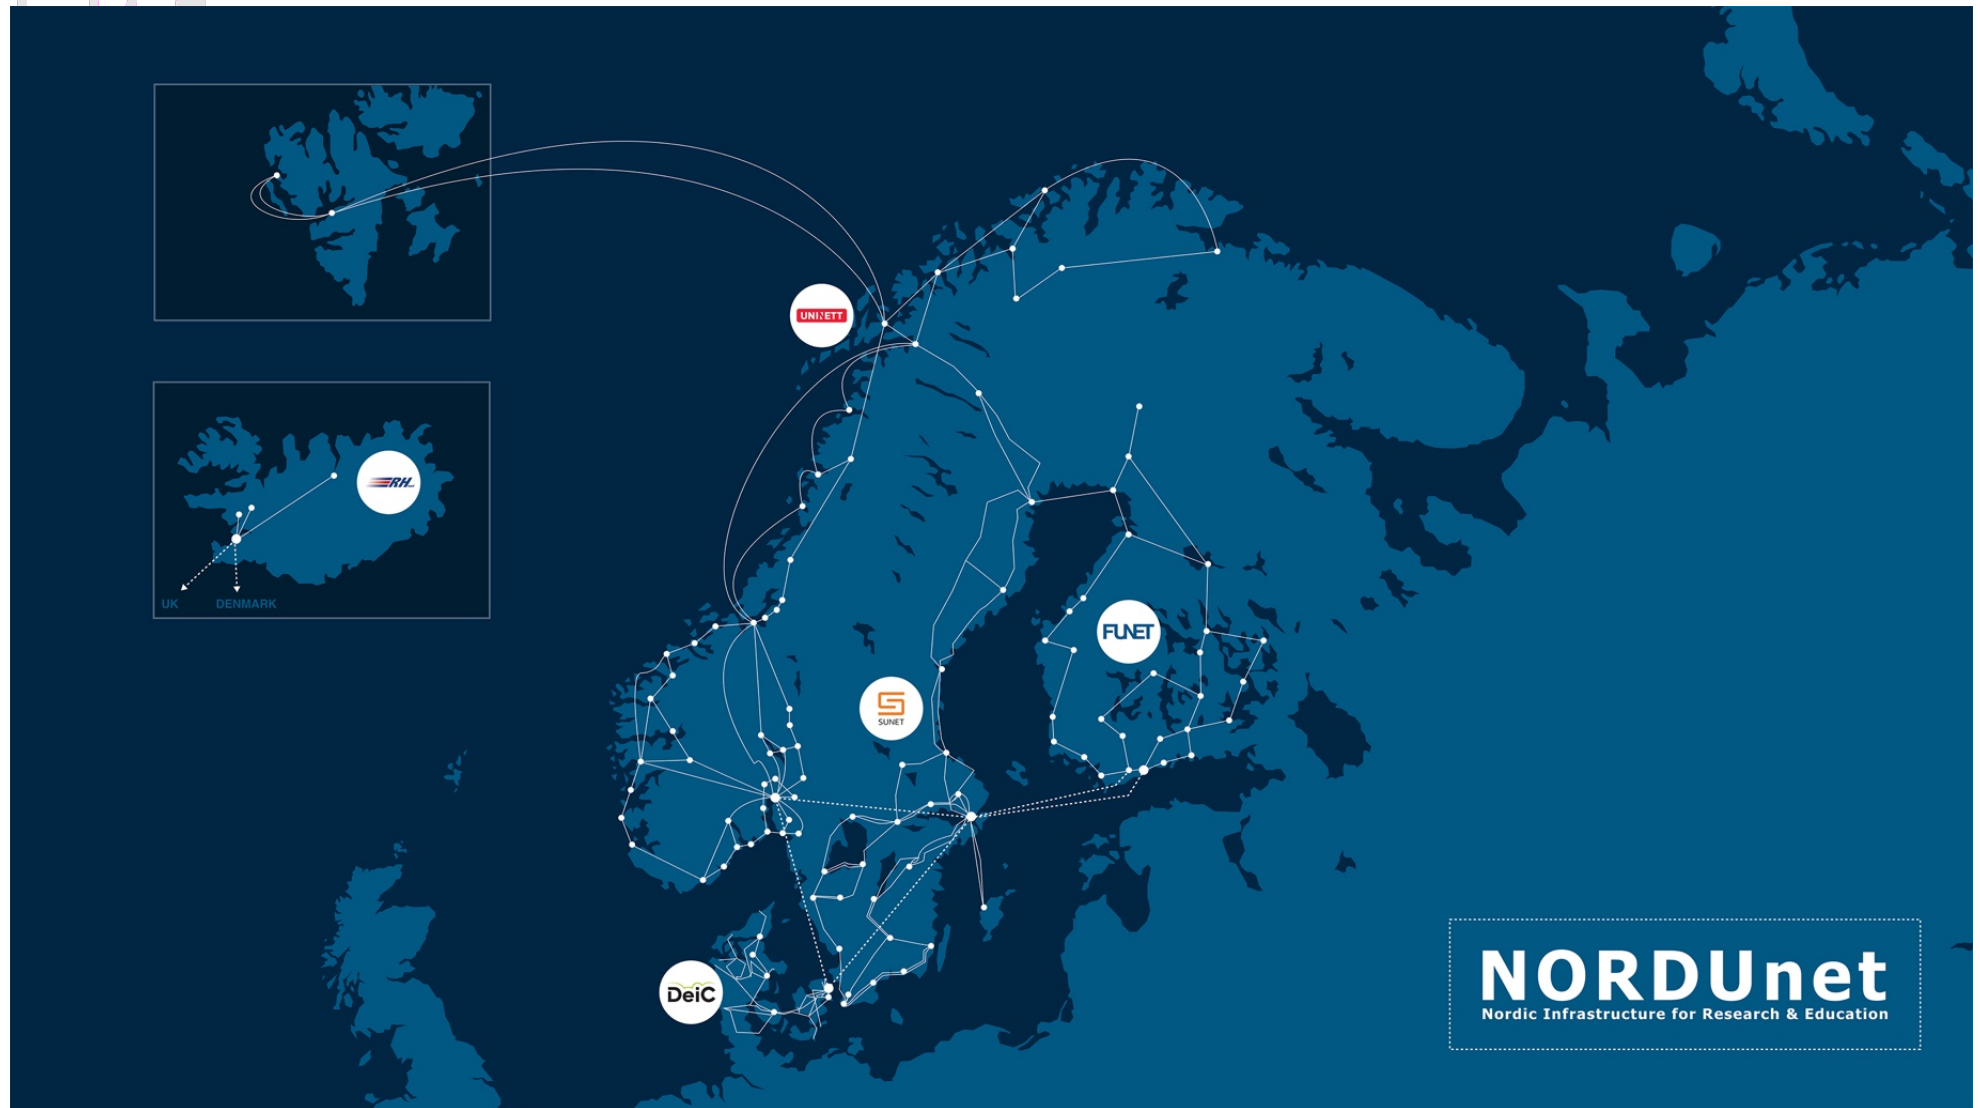 UNINETT
RH
UK
DENMARK
FUNET
SUNET
DeiC
NORDUnet
Nordic Infrastructure for Research & Education